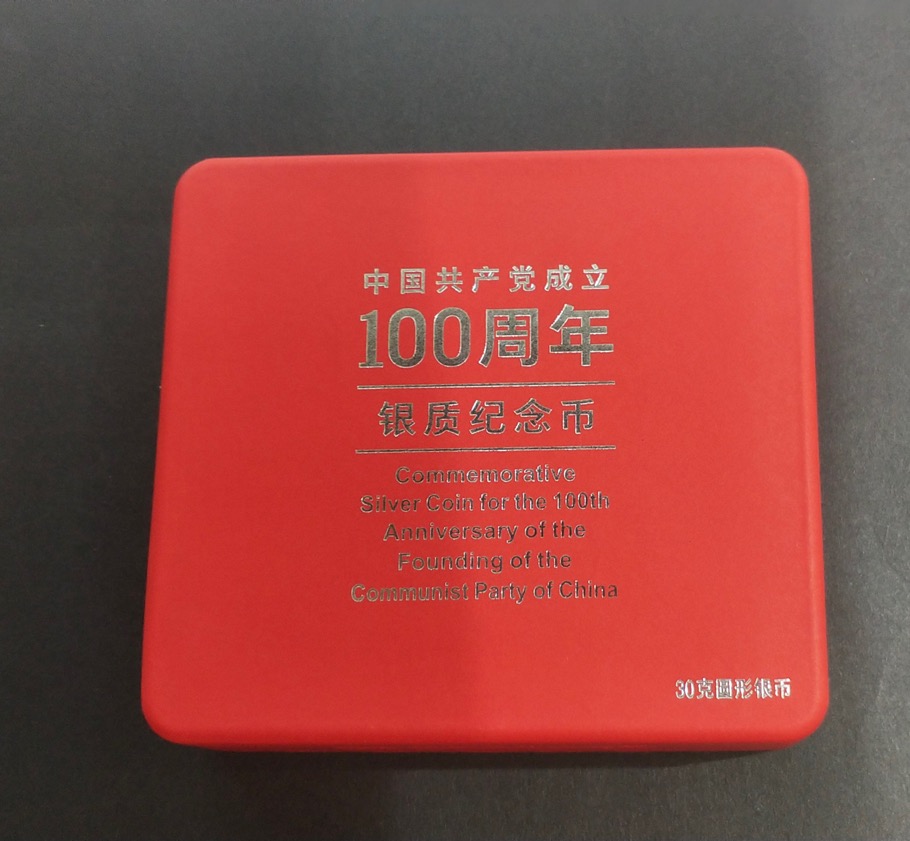 中国共产党成立
100周年
银质纪念币
Commemorative
Silver Coin for the 100th
Anniversary of the
Founding of the
Communist Party of China
30克圆形银币